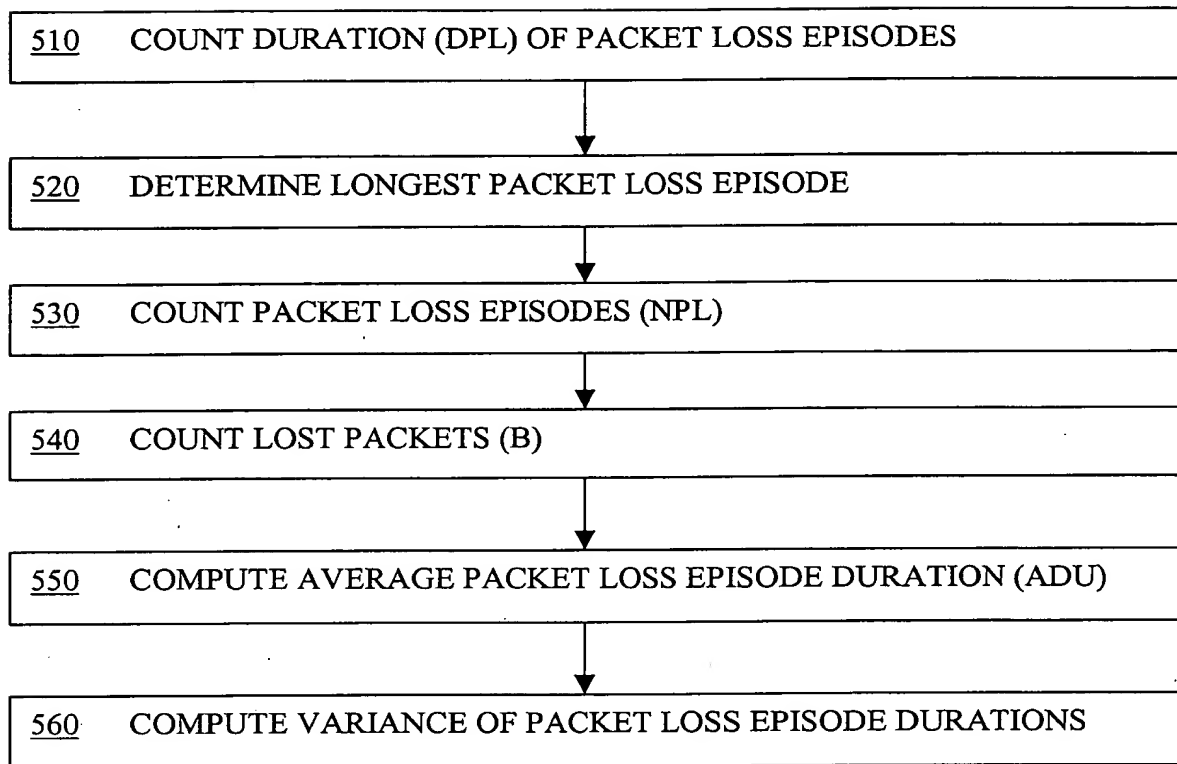 510 COUNT DURATION (DPL) OF PACKET LOSS EPISODES
520 DETERMINE LONGEST PACKET LOSS EPISODE
530 COUNT PACKET LOSS EPISODES (NPL)
540 COUNT LOST PACKETS (B)
550 COMPUTE AVERAGE PACKET LOSS EPISODE DURATION (ADU)
560 COMPUTE VARIANCE OF PACKET LOSS EPISODE DURATIONS